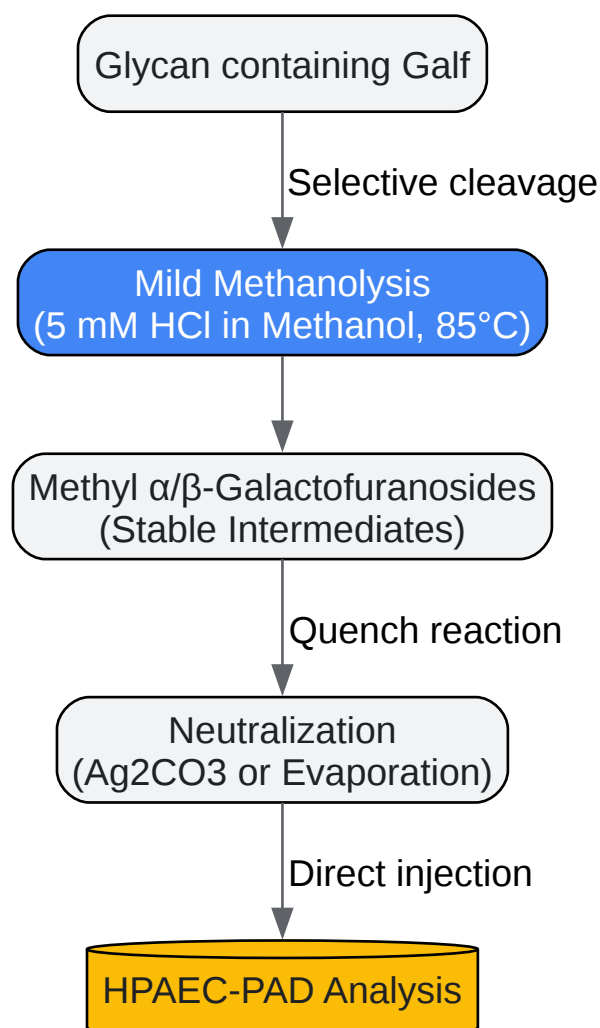 Glycan containing Galf
Selective cleavage
Mild Methanolysis
(5 mM HCl in Methanol, 85°C)
Methyl α/β-Galactofuranosides
(Stable Intermediates)
Quench reaction
Neutralization
(Ag2CO3 or Evaporation)
Direct injection
HPAEC-PAD Analysis